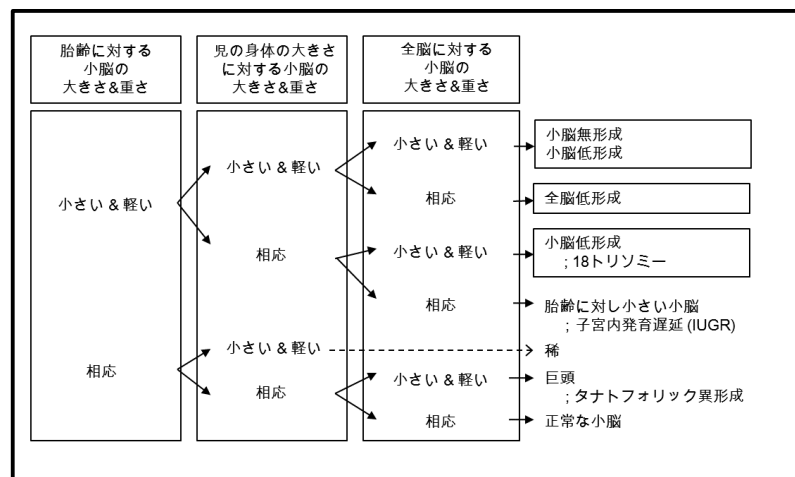 胎齢に対する
小脳の
大きさ&重さ
児の身体の大きさ
に対する小脳の
大きさ&重さ
全脳に対する
小脳の
大きさ&重さ
小さい & 軽い
相応
小さい & 軽い
相応
小さい & 軽い
相応
小さい & 軽い
相応
小さい & 軽い
相応
小さい & 軽い
相応
小脳無形成
小脳低形成
全脳低形成
小脳低形成
；18トリソミー
胎齢に対し小さい小脳
；子宮内発育遅延 (IUGR)
稀
巨頭
；タナトフォリック異形成
正常な小脳